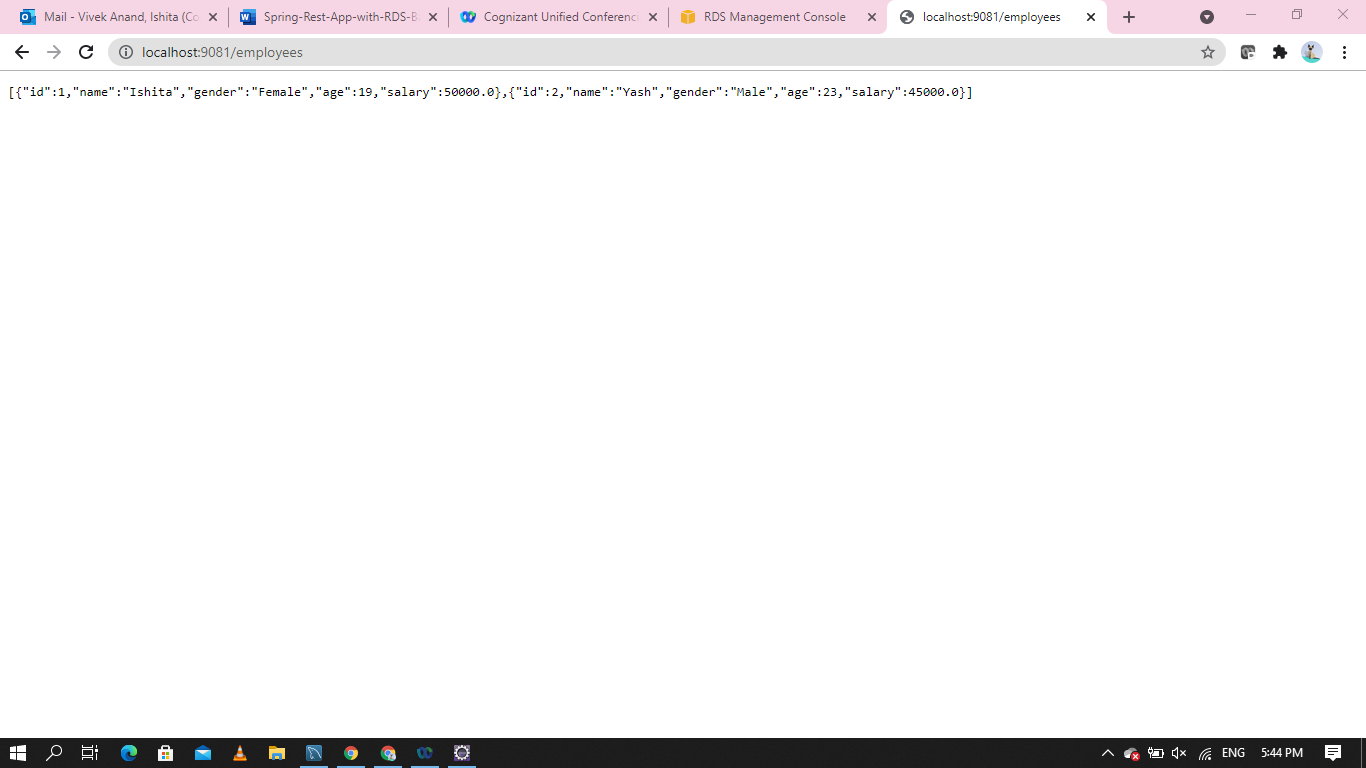 Mail - Vivek Anand, Ishita (Co
Spring-Rest-App-with-RDS-B
Cognizant Unified Conferenc
RDS Management Console
localhost:9081/employees
localhost:9081/employees
[{"id":1,"name":"Ishita","gender":"Female","age":19,"salary":50000.0},{"id":2,"name":"Yash","gender":"Male","age":23,"salary":45000.0}]
ENG
5:44 PM